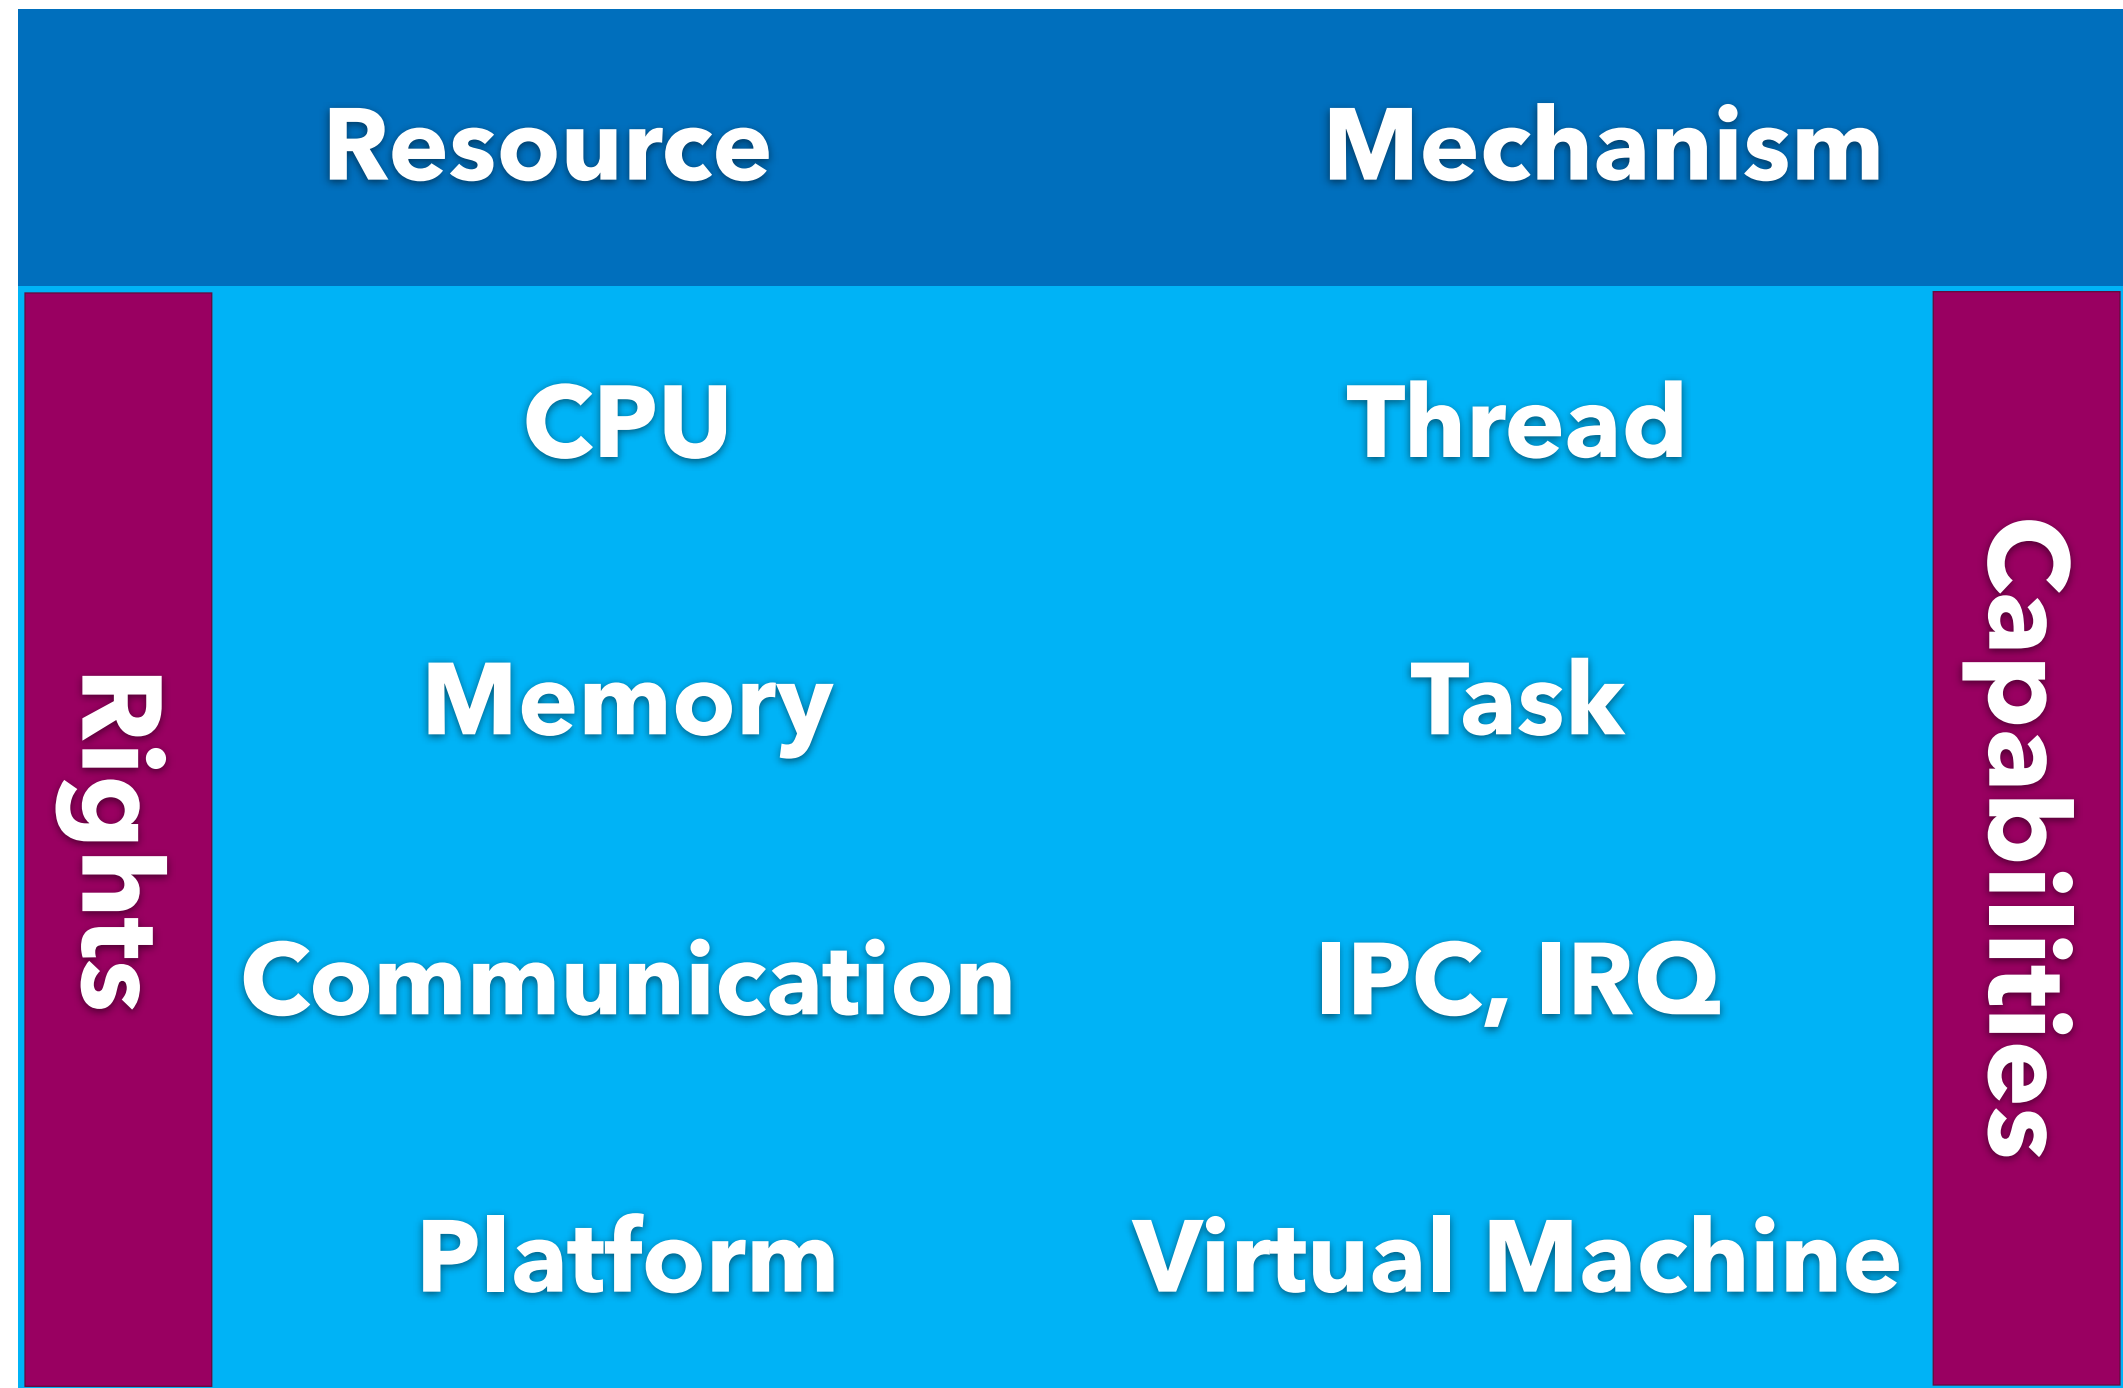 Resource Mechanism
Rights
CPU Thread
Memory Task
Communication IPC, IRQ
Platform Virtual Machine
Capabilities